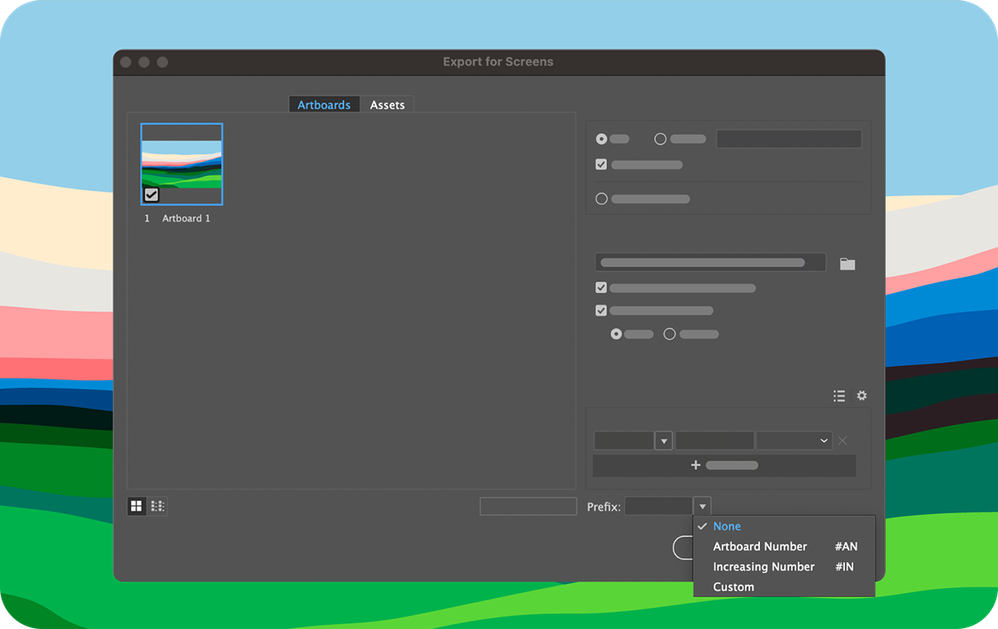 Export for Screens
Artboards Assets
1 Artboard 1
Prefix:
None
Artboard Number #AN
Increasing Number #IN
Custom